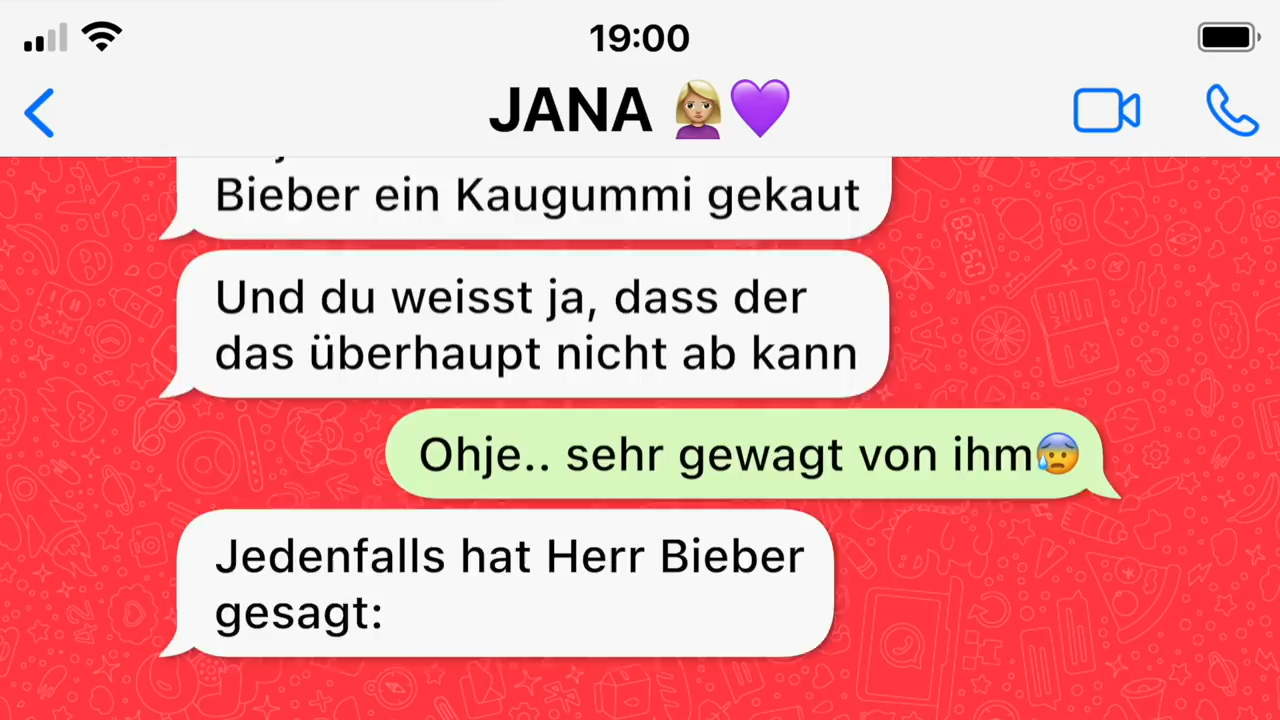 19:00
JANA 🙍🏼‍♀️💜
Bieber ein Kaugummi gekaut
Und du weisst ja, dass der
das überhaupt nicht ab kann
Ohje.. sehr gewagt von ihm😰
Jedenfalls hat Herr Bieber
gesagt: